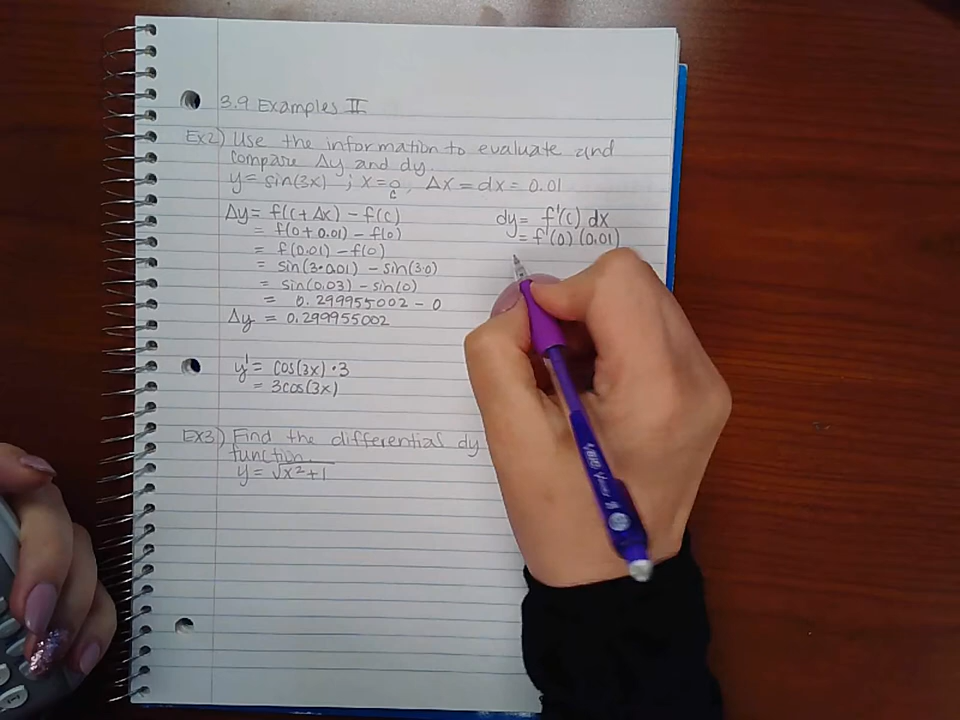 3.9 Examples II
Ex2) Use the information to evaluate and
compare Δy and dy.
y = sin(3x) ; x = 0, Δx = dx = 0.01
c
Δy = f(c + Δx) - f(c)
= f(0 + 0.01) - f(0)
= f(0.01) - f(0)
= sin(3•0.01) - sin(3•0)
= sin(0.03) - sin(0)
= 0.299955002 - 0
Δy = 0.299955002
dy = f'(c) dx
= f'(0) (0.01)
y' = cos(3x) • 3
= 3cos(3x)
Ex3) Find the differential dy
function.
y = √x²+1